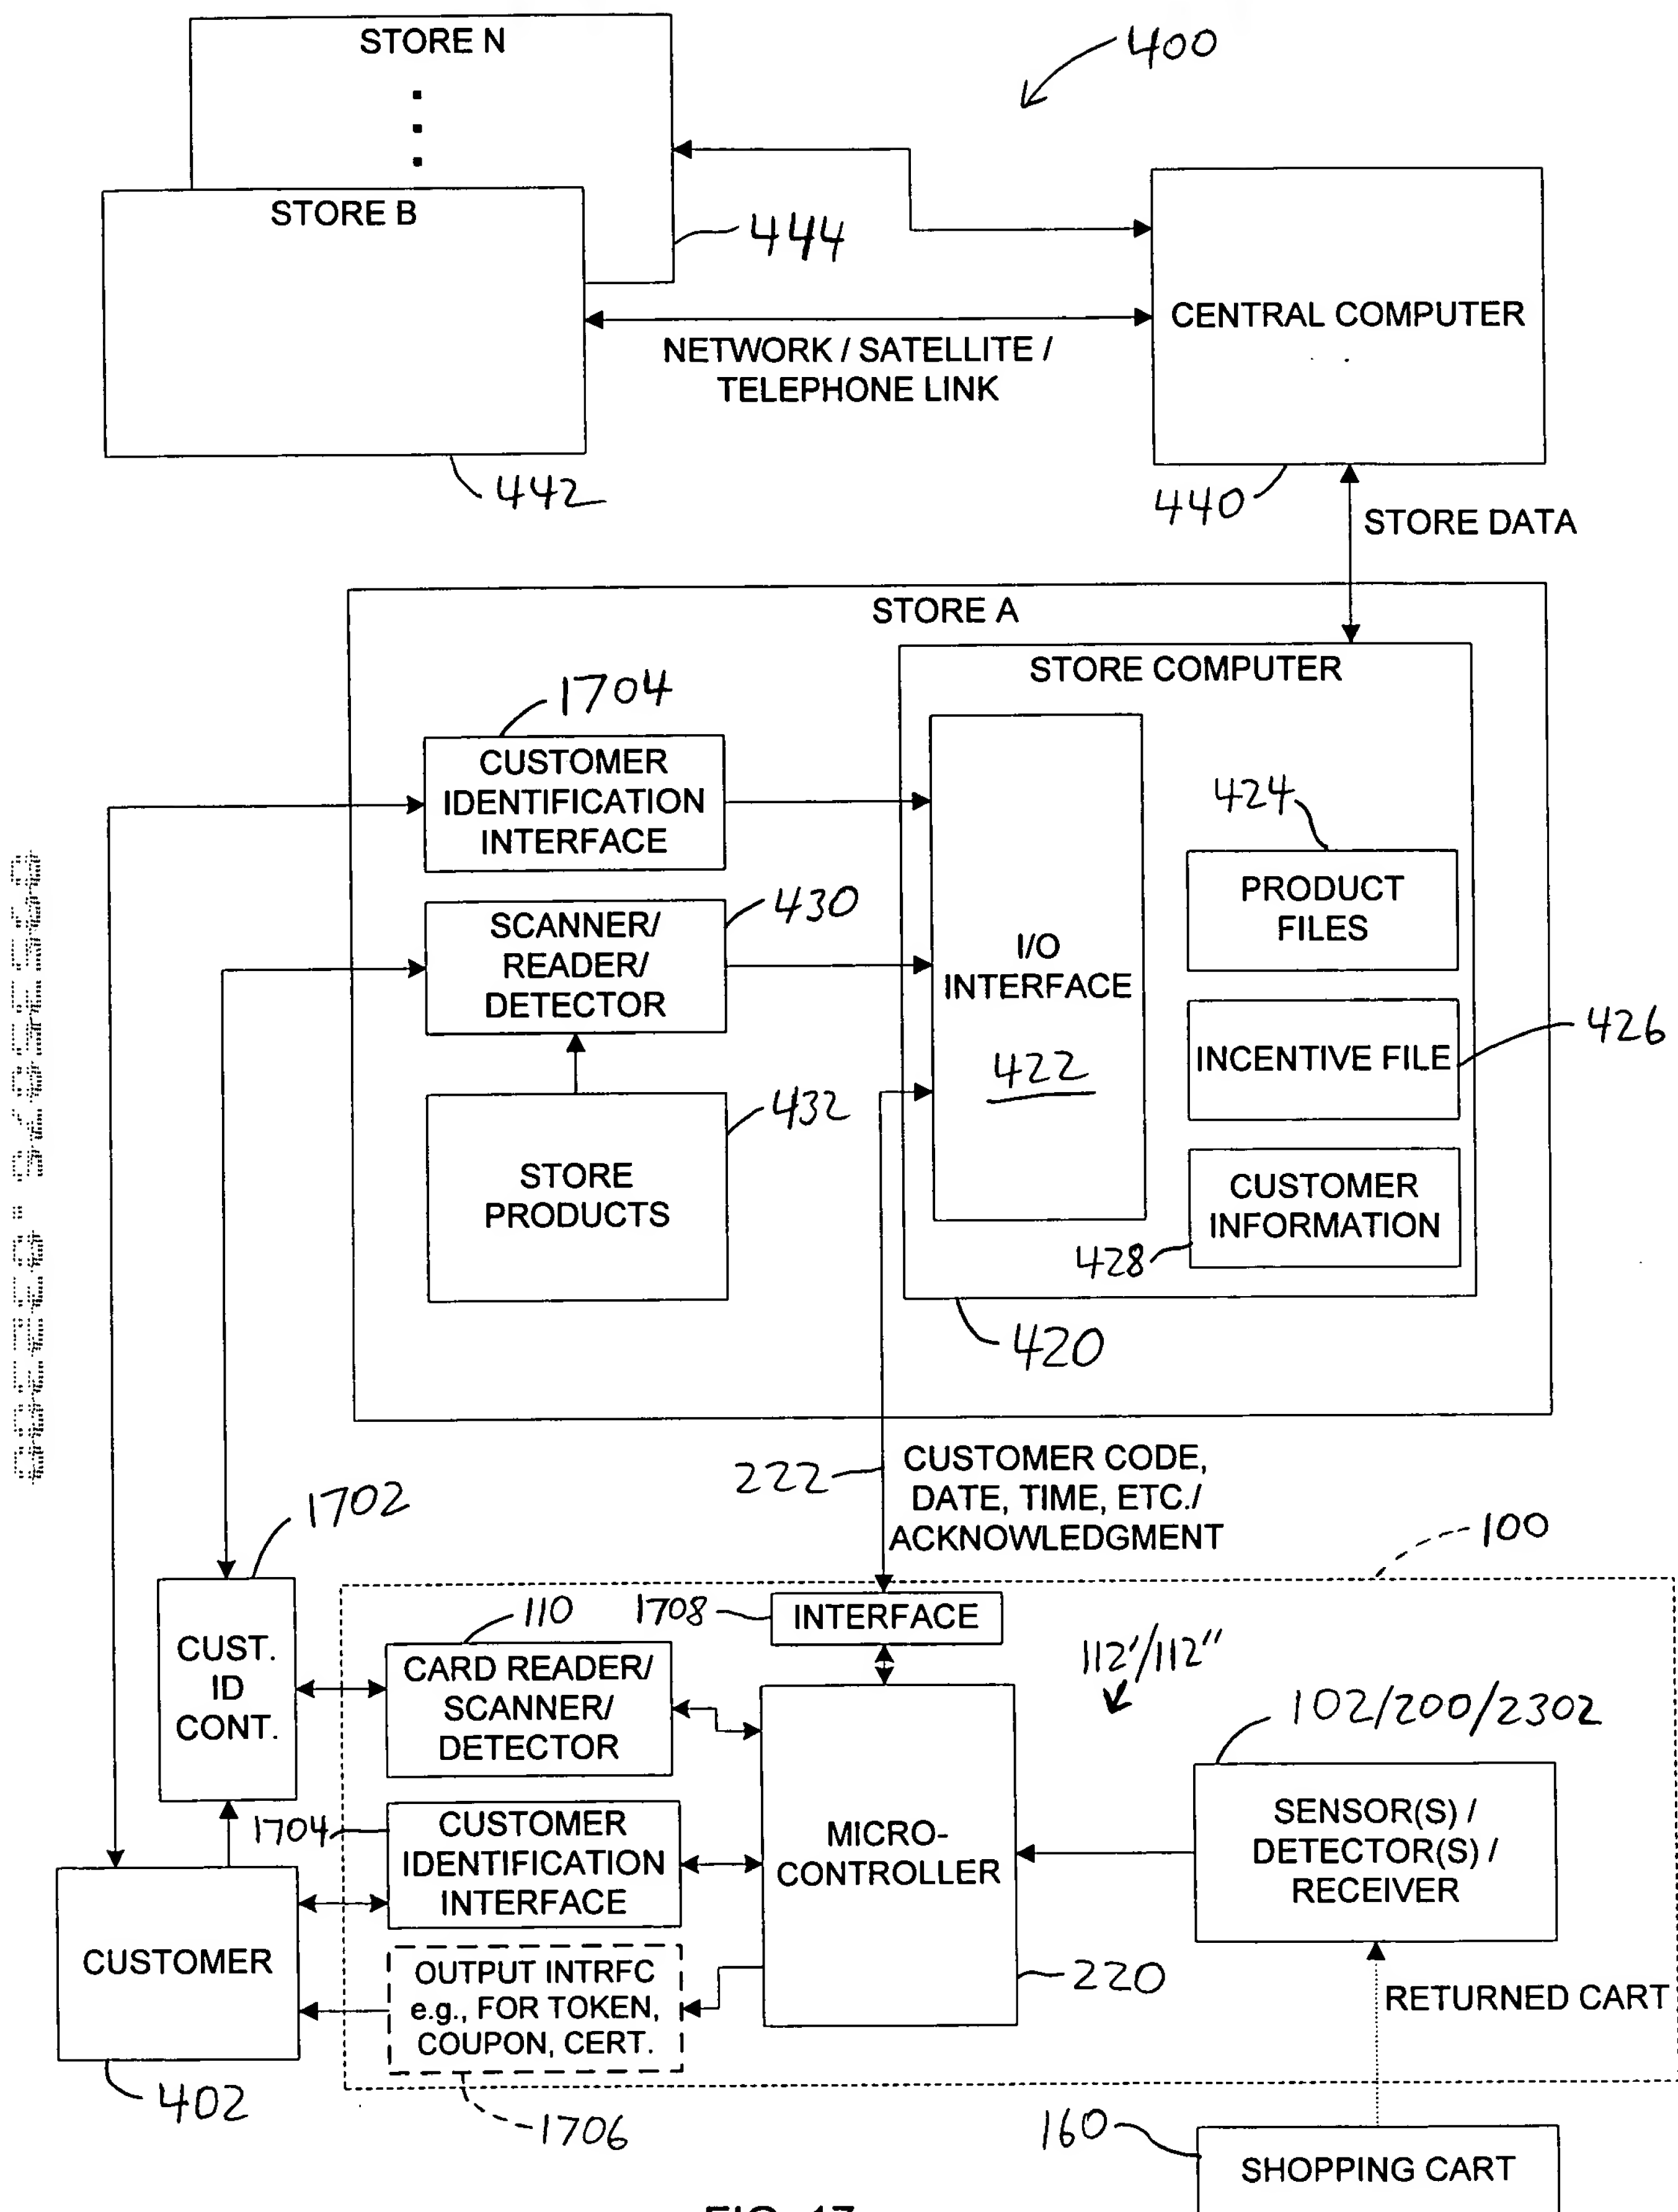 STORE N
400
STORE B
444
CENTRAL COMPUTER
NETWORK / SATELLITE /
TELEPHONE LINK
442
440
STORE DATA
STORE A
STORE COMPUTER
1704
CUSTOMER
IDENTIFICATION
INTERFACE
424
PRODUCT
FILES
430
SCANNER/
READER/
DETECTOR
I/O
INTERFACE
422
INCENTIVE FILE
426
432
STORE
PRODUCTS
CUSTOMER
INFORMATION
428
420
222
CUSTOMER CODE,
DATE, TIME, ETC./
ACKNOWLEDGMENT
1702
100
CUST.
ID
CONT.
110
1708
INTERFACE
112'/112"
CARD READER/
SCANNER/
DETECTOR
102/200/2302
1704
CUSTOMER
IDENTIFICATION
INTERFACE
MICRO-
CONTROLLER
SENSOR(S) /
DETECTOR(S) /
RECEIVER
CUSTOMER
OUTPUT INTRFC
e.g., FOR TOKEN,
COUPON, CERT.
220
RETURNED CART
402
1706
160
SHOPPING CART